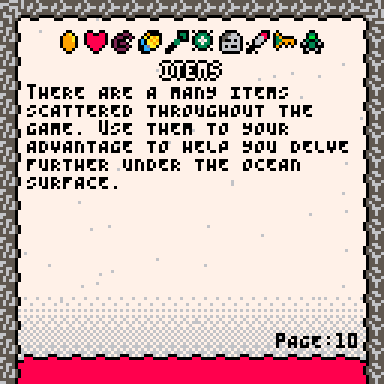 Items
There are a many items
scattered throughout the
game. Use them to your
advantage to help you delve
further under the ocean
surface.
Page:10